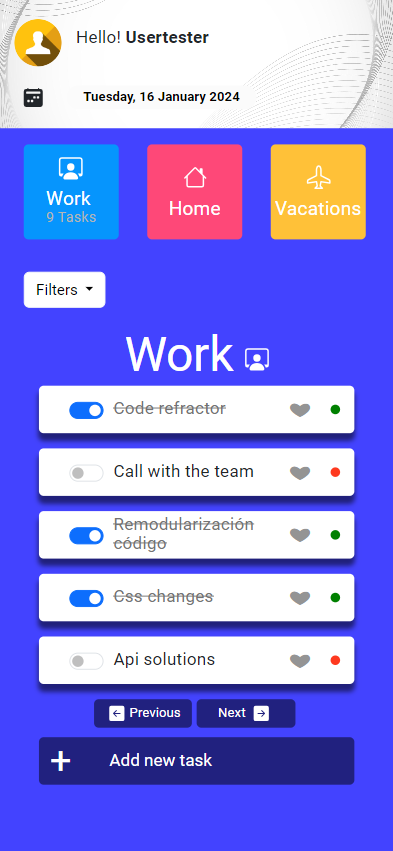 Hello! Usertester
Tuesday, 16 January 2024
Work
9 Tasks
Home
Vacations
Filters
Work
Code refractor
Call with the team
Remodularización
código
Css changes
Api solutions
Previous
Next
Add new task